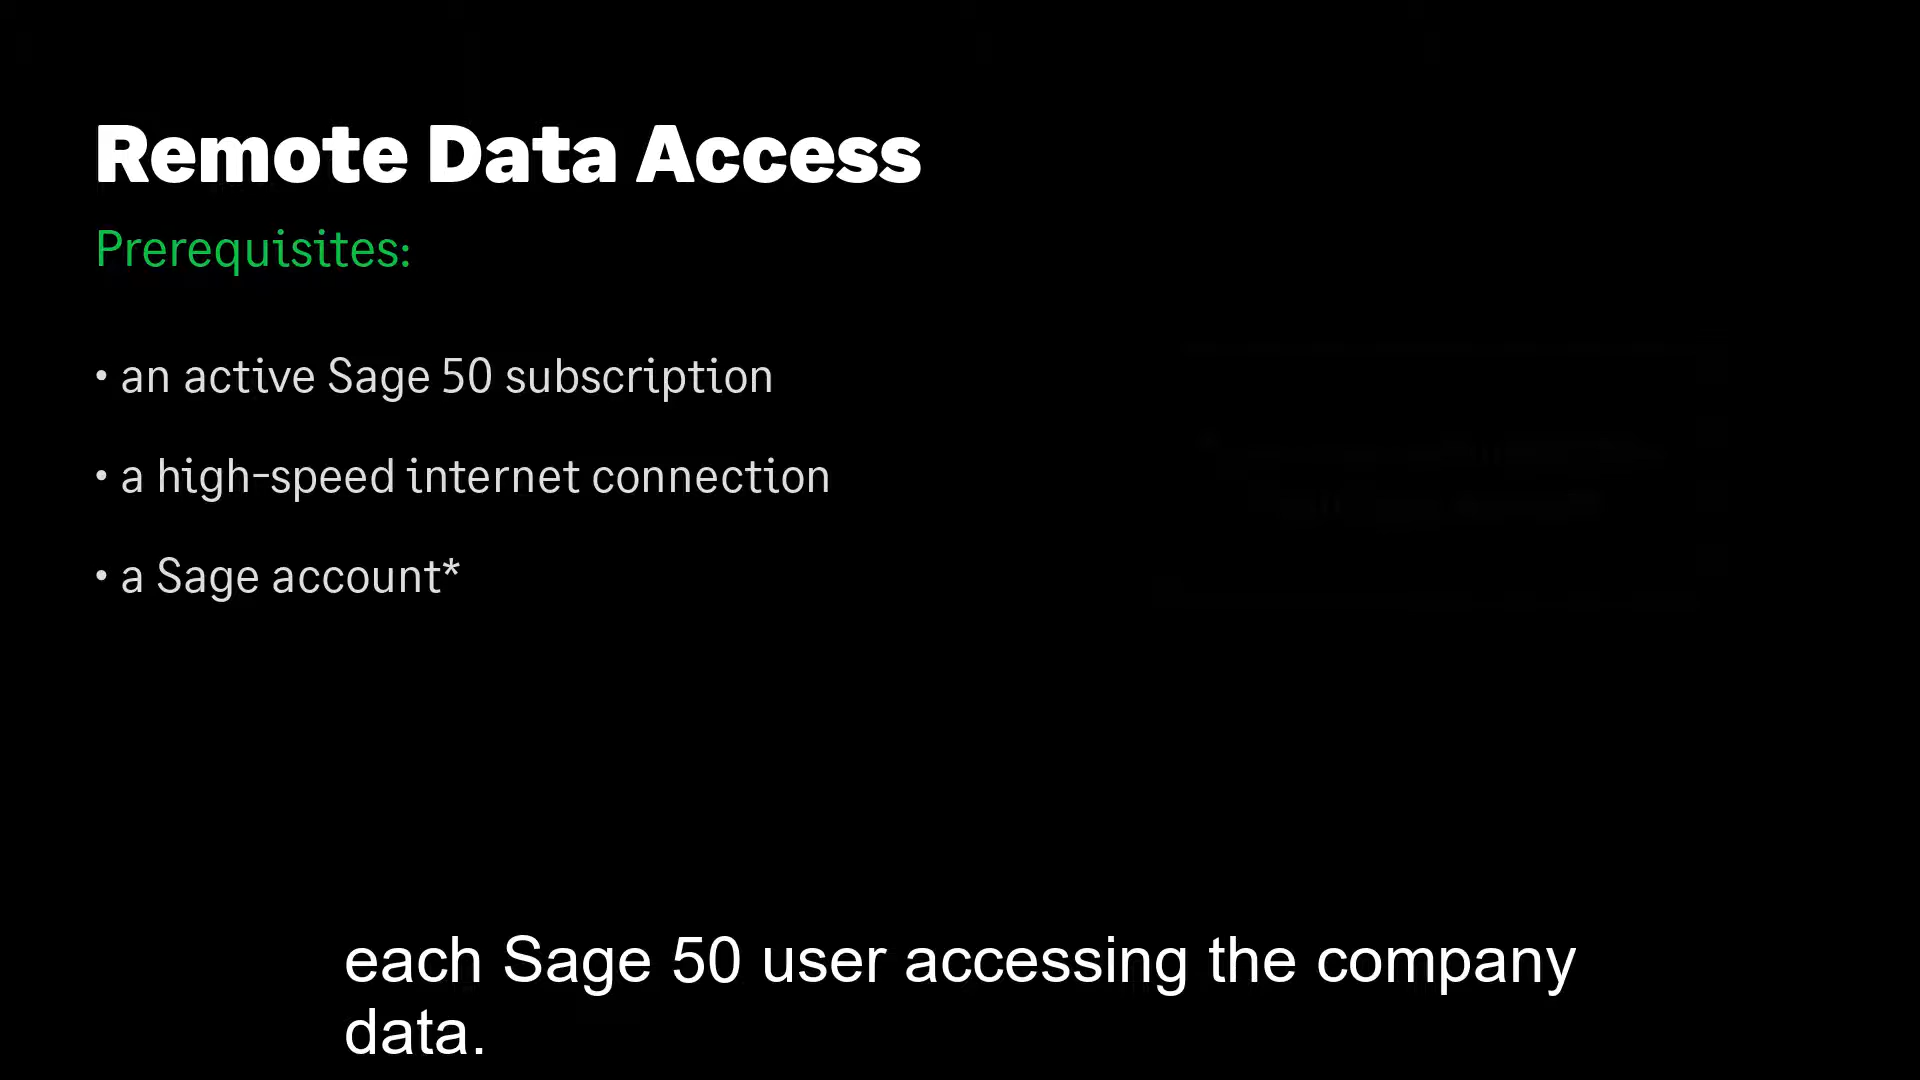 Remote Data Access
Prerequisites:
• an active Sage 50 subscription
• a high-speed internet connection
• a Sage account*
each Sage 50 user accessing the company
data.